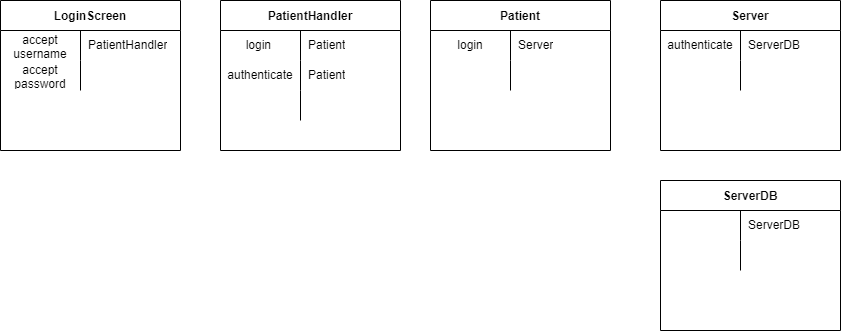 LoginScreen
accept
username
PatientHandler
accept
password
PatientHandler
login
Patient
authenticate
Patient
Patient
login
Server
Server
authenticate
ServerDB
ServerDB
ServerDB